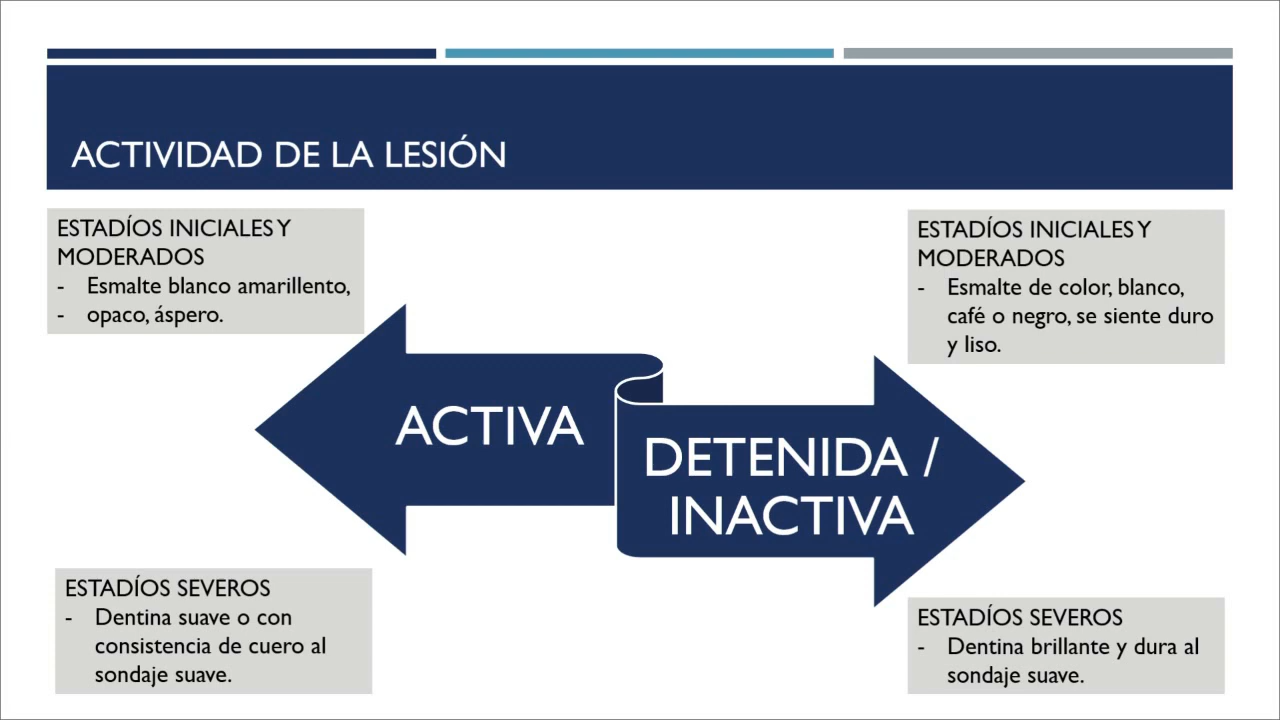 ACTIVIDAD DE LA LESIÓN
ESTADÍOS INICIALES Y
MODERADOS
- Esmalte blanco amarillento,
- opaco, áspero.
ESTADÍOS INICIALES Y
MODERADOS
- Esmalte de color, blanco,
café o negro, se siente duro
y liso.
ACTIVA
DETENIDA /
INACTIVA
ESTADÍOS SEVEROS
- Dentina suave o con
consistencia de cuero al
sondaje suave.
ESTADÍOS SEVEROS
- Dentina brillante y dura al
sondaje suave.